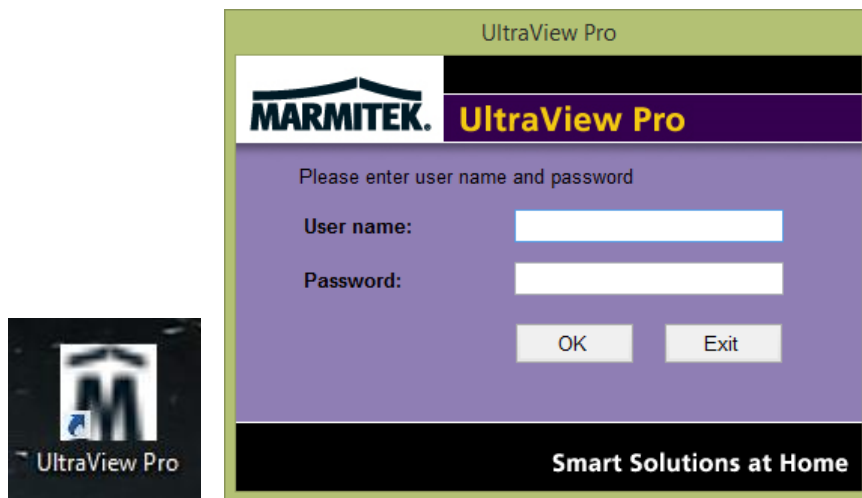 UltraView Pro
MARMITEK.
UltraView Pro
Please enter user name and password
User name:
Password:
OK Exit
Smart Solutions at Home
M
UltraView Pro